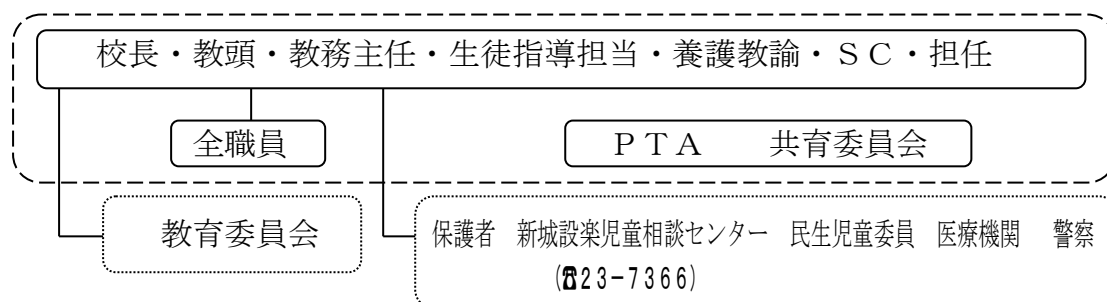 校長・教頭・教務主任・生徒指導担当・養護教諭・ＳＣ・担任
全職員
ＰＴＡ　　共育委員会
教育委員会
保護者　新城設楽児童相談センター　民生児童委員　医療機関　警察
(☎23-7366)